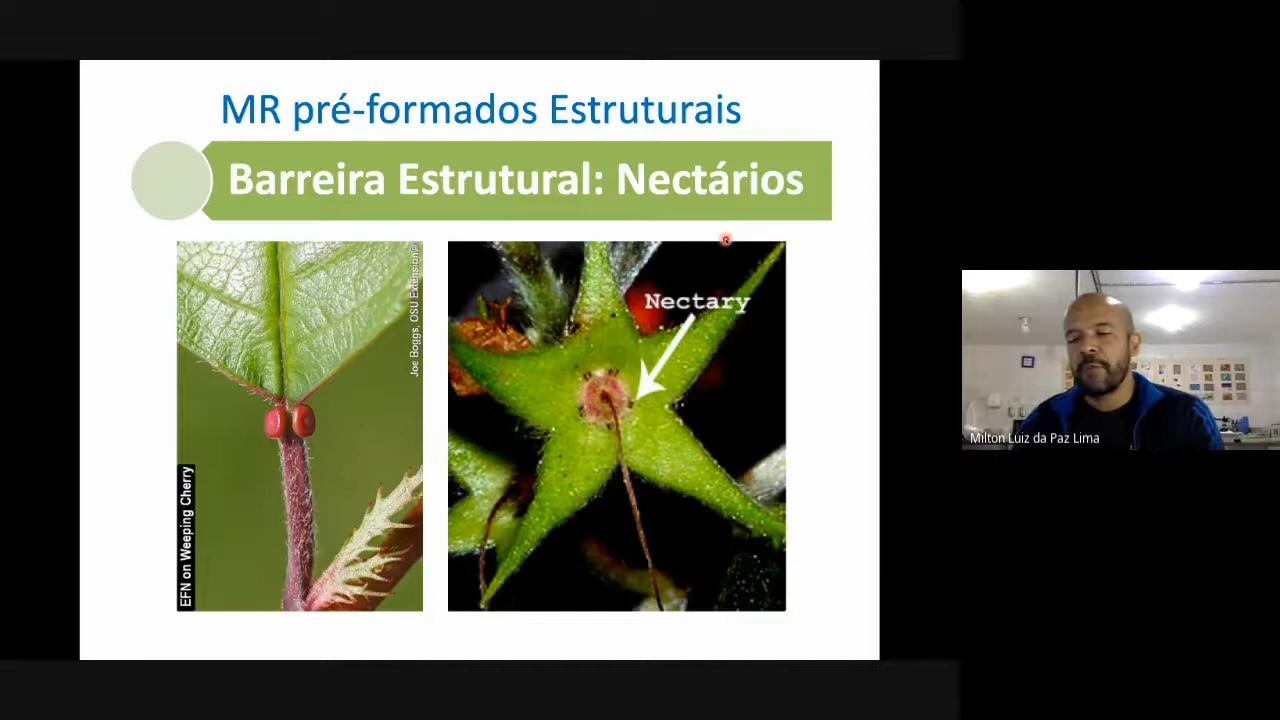 MR pré-formados Estruturais
Barreira Estrutural: Nectários
Joe Boggs, OSU Extension©
EFN on Weeping Cherry
Nectary
Milton Luiz da Paz Lima